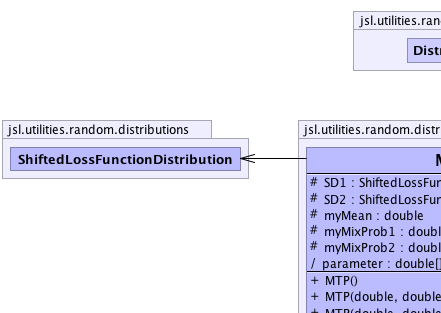 jsl.utilities.ran
Distr
jsl.utilities.random.distributions
ShiftedLossFunctionDistribution
jsl.utilities.random.distr
# SD1 : ShiftedLossFun
# SD2 : ShiftedLossFun
# myMean : double
# myMixProb1 : double
# myMixProb2 : double
/ parameter : double[]
+ MTP()
+ MTP(double, double
+ MTP(double, double